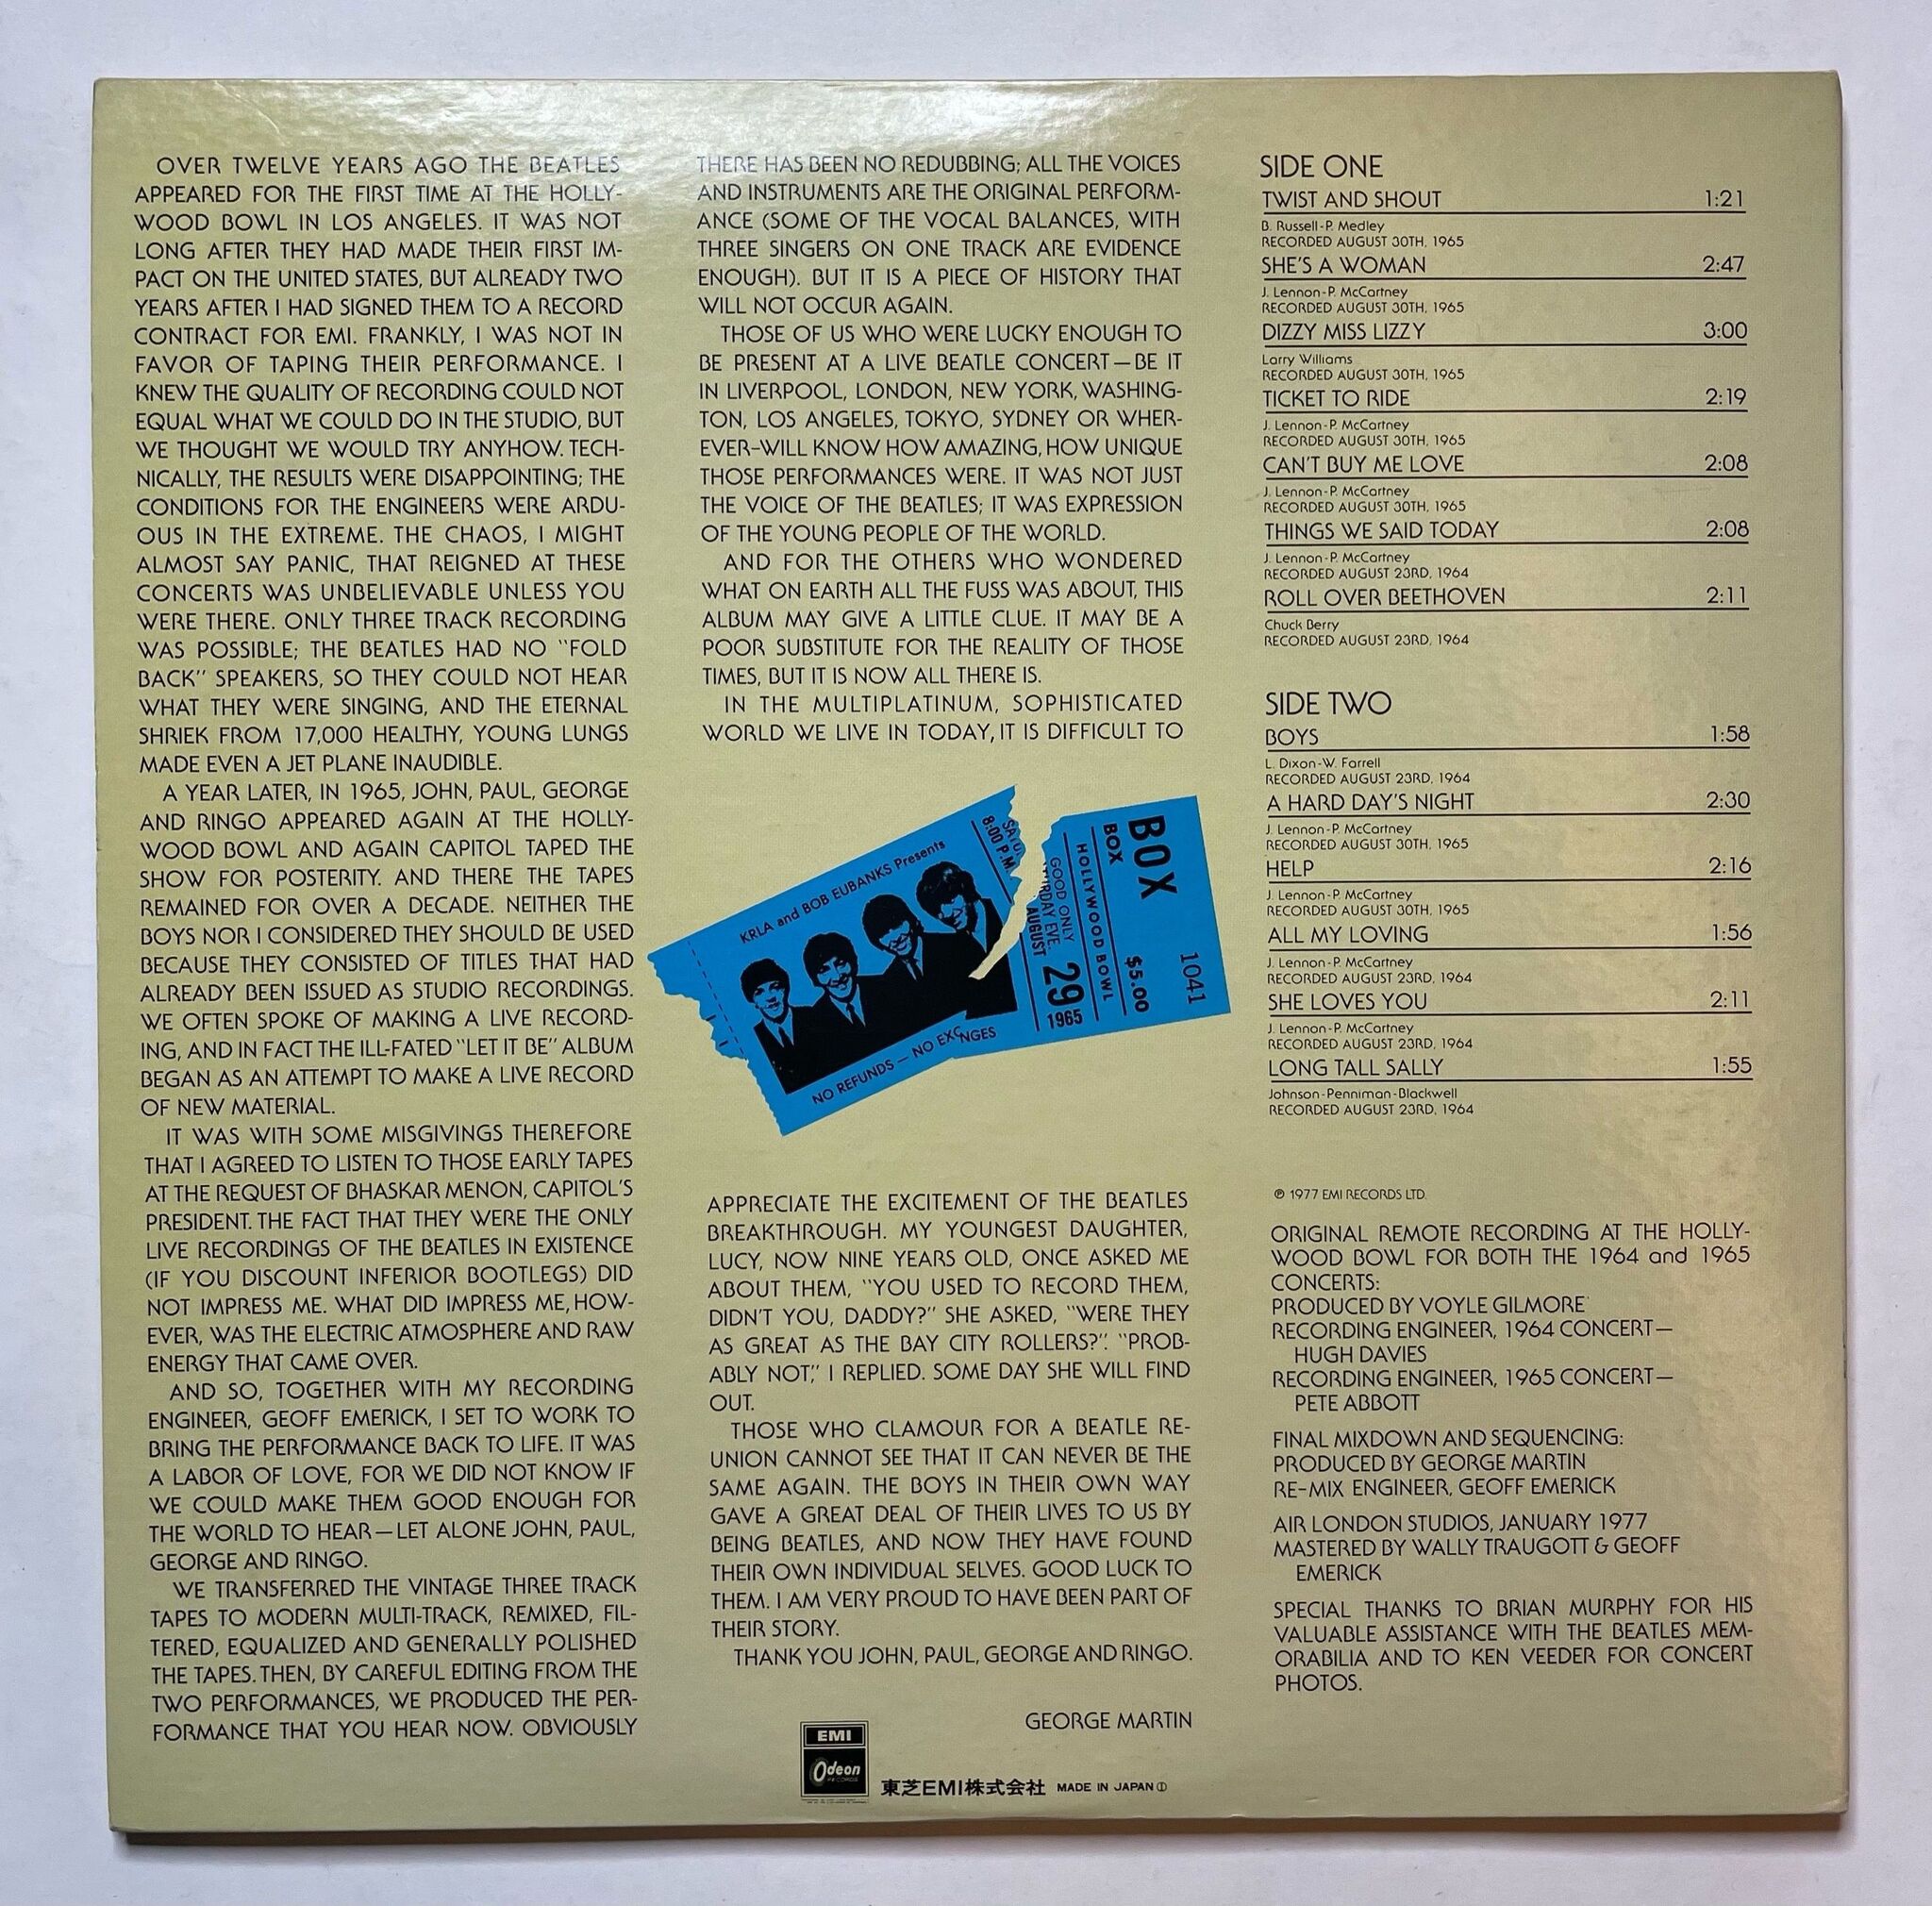 OVER TWELVE YEARS AGO THE BEATLES
APPEARED FOR THE FIRST TIME AT THE HOLLY-
WOOD BOWL IN LOS ANGELES. IT WAS NOT
LONG AFTER THEY HAD MADE THEIR FIRST IM-
PACT ON THE UNITED STATES, BUT ALREADY TWO
YEARS AFTER I HAD SIGNED THEM TO A RECORD
CONTRACT FOR EMI. FRANKLY, I WAS NOT IN
FAVOR OF TAPING THEIR PERFORMANCE. I
KNEW THE QUALITY OF RECORDING COULD NOT
EQUAL WHAT WE COULD DO IN THE STUDIO, BUT
WE THOUGHT WE WOULD TRY ANYHOW. TECH-
NICALLY, THE RESULTS WERE DISAPPOINTING; THE
CONDITIONS FOR THE ENGINEERS WERE ARDU-
OUS IN THE EXTREME. THE CHAOS, I MIGHT
ALMOST SAY PANIC, THAT REIGNED AT THESE
CONCERTS WAS UNBELIEVABLE UNLESS YOU
WERE THERE. ONLY THREE TRACK RECORDING
WAS POSSIBLE; THE BEATLES HAD NO "FOLD
BACK" SPEAKERS, SO THEY COULD NOT HEAR
WHAT THEY WERE SINGING, AND THE ETERNAL
SHRIEK FROM 17,000 HEALTHY, YOUNG LUNGS
MADE EVEN A JET PLANE INAUDIBLE.
A YEAR LATER, IN 1965, JOHN, PAUL, GEORGE
AND RINGO APPEARED AGAIN AT THE HOLLY-
WOOD BOWL AND AGAIN CAPITOL TAPED THE
SHOW FOR POSTERITY. AND THERE THE TAPES
REMAINED FOR OVER A DECADE. NEITHER THE
BOYS NOR I CONSIDERED THEY SHOULD BE USED
BECAUSE THEY CONSISTED OF TITLES THAT HAD
ALREADY BEEN ISSUED AS STUDIO RECORDINGS.
WE OFTEN SPOKE OF MAKING A LIVE RECORD-
ING, AND IN FACT THE ILL-FATED "LET IT BE" ALBUM
BEGAN AS AN ATTEMPT TO MAKE A LIVE RECORD
OF NEW MATERIAL.
IT WAS WITH SOME MISGIVINGS THEREFORE
THAT I AGREED TO LISTEN TO THOSE EARLY TAPES
AT THE REQUEST OF BHASKAR MENON, CAPITOL'S
PRESIDENT. THE FACT THAT THEY WERE THE ONLY
LIVE RECORDINGS OF THE BEATLES IN EXISTENCE
(IF YOU DISCOUNT INFERIOR BOOTLEGS) DID
NOT IMPRESS ME. WHAT DID IMPRESS ME, HOW-
EVER, WAS THE ELECTRIC ATMOSPHERE AND RAW
ENERGY THAT CAME OVER.
AND SO, TOGETHER WITH MY RECORDING
ENGINEER, GEOFF EMERICK, I SET TO WORK TO
BRING THE PERFORMANCE BACK TO LIFE. IT WAS
A LABOR OF LOVE, FOR WE DID NOT KNOW IF
WE COULD MAKE THEM GOOD ENOUGH FOR
THE WORLD TO HEAR—LET ALONE JOHN, PAUL,
GEORGE AND RINGO.
WE TRANSFERRED THE VINTAGE THREE TRACK
TAPES TO MODERN MULTI-TRACK, REMIXED, FIL-
TERED, EQUALIZED AND GENERALLY POLISHED
THE TAPES. THEN, BY CAREFUL EDITING FROM THE
TWO PERFORMANCES, WE PRODUCED THE PER-
FORMANCE THAT YOU HEAR NOW. OBVIOUSLY
THERE HAS BEEN NO REDUBBING; ALL THE VOICES
AND INSTRUMENTS ARE THE ORIGINAL PERFORM-
ANCE (SOME OF THE VOCAL BALANCES, WITH
THREE SINGERS ON ONE TRACK ARE EVIDENCE
ENOUGH). BUT IT IS A PIECE OF HISTORY THAT
WILL NOT OCCUR AGAIN.
THOSE OF US WHO WERE LUCKY ENOUGH TO
BE PRESENT AT A LIVE BEATLE CONCERT—BE IT
IN LIVERPOOL, LONDON, NEW YORK, WASHING-
TON, LOS ANGELES, TOKYO, SYDNEY OR WHER-
EVER-WILL KNOW HOW AMAZING, HOW UNIQUE
THOSE PERFORMANCES WERE. IT WAS NOT JUST
THE VOICE OF THE BEATLES; IT WAS EXPRESSION
OF THE YOUNG PEOPLE OF THE WORLD.
AND FOR THE OTHERS WHO WONDERED
WHAT ON EARTH ALL THE FUSS WAS ABOUT, THIS
ALBUM MAY GIVE A LITTLE CLUE. IT MAY BE A
POOR SUBSTITUTE FOR THE REALITY OF THOSE
TIMES, BUT IT IS NOW ALL THERE IS.
IN THE MULTIPLATINUM, SOPHISTICATED
WORLD WE LIVE IN TODAY, IT IS DIFFICULT TO
KRLA and BOB EUBANKS Presents
8:00 P.M.
NO REFUNDS — NO EXC
NGES
GOOD ONLY
AUGUST 29 1965
HOLLYWOOD BOWL
BOX $5.00
BOX 1041
APPRECIATE THE EXCITEMENT OF THE BEATLES
BREAKTHROUGH. MY YOUNGEST DAUGHTER,
LUCY, NOW NINE YEARS OLD, ONCE ASKED ME
ABOUT THEM, "YOU USED TO RECORD THEM,
DIDN'T YOU, DADDY?" SHE ASKED, "WERE THEY
AS GREAT AS THE BAY CITY ROLLERS?". "PROB-
ABLY NOT," I REPLIED. SOME DAY SHE WILL FIND
OUT.
THOSE WHO CLAMOUR FOR A BEATLE RE-
UNION CANNOT SEE THAT IT CAN NEVER BE THE
SAME AGAIN. THE BOYS IN THEIR OWN WAY
GAVE A GREAT DEAL OF THEIR LIVES TO US BY
BEING BEATLES, AND NOW THEY HAVE FOUND
THEIR OWN INDIVIDUAL SELVES. GOOD LUCK TO
THEM. I AM VERY PROUD TO HAVE BEEN PART OF
THEIR STORY.
THANK YOU JOHN, PAUL, GEORGE AND RINGO.
GEORGE MARTIN
EMI
Odeon
RECORDS
東芝EMI株式会社 MADE IN JAPAN Ⓘ
SIDE ONE
TWIST AND SHOUT 1:21
B. Russell-P. Medley
RECORDED AUGUST 30TH, 1965
SHE'S A WOMAN 2:47
J. Lennon-P. McCartney
RECORDED AUGUST 30TH, 1965
DIZZY MISS LIZZY 3:00
Larry Williams
RECORDED AUGUST 30TH, 1965
TICKET TO RIDE 2:19
J. Lennon-P. McCartney
RECORDED AUGUST 30TH, 1965
CAN'T BUY ME LOVE 2:08
J. Lennon-P. McCartney
RECORDED AUGUST 30TH, 1965
THINGS WE SAID TODAY 2:08
J. Lennon-P. McCartney
RECORDED AUGUST 23RD, 1964
ROLL OVER BEETHOVEN 2:11
Chuck Berry
RECORDED AUGUST 23RD, 1964
SIDE TWO
BOYS 1:58
L. Dixon-W. Farrell
RECORDED AUGUST 23RD, 1964
A HARD DAY'S NIGHT 2:30
J. Lennon-P. McCartney
RECORDED AUGUST 30TH, 1965
HELP 2:16
J. Lennon-P. McCartney
RECORDED AUGUST 30TH, 1965
ALL MY LOVING 1:56
J. Lennon-P. McCartney
RECORDED AUGUST 23RD, 1964
SHE LOVES YOU 2:11
J. Lennon-P. McCartney
RECORDED AUGUST 23RD, 1964
LONG TALL SALLY 1:55
Johnson-Penniman-Blackwell
RECORDED AUGUST 23RD, 1964
℗ 1977 EMI RECORDS LTD.
ORIGINAL REMOTE RECORDING AT THE HOLLY-
WOOD BOWL FOR BOTH THE 1964 and 1965
CONCERTS:
PRODUCED BY VOYLE GILMORE
RECORDING ENGINEER, 1964 CONCERT—
HUGH DAVIES
RECORDING ENGINEER, 1965 CONCERT—
PETE ABBOTT
FINAL MIXDOWN AND SEQUENCING:
PRODUCED BY GEORGE MARTIN
RE-MIX ENGINEER, GEOFF EMERICK
AIR LONDON STUDIOS, JANUARY 1977
MASTERED BY WALLY TRAUGOTT & GEOFF
EMERICK
SPECIAL THANKS TO BRIAN MURPHY FOR HIS
VALUABLE ASSISTANCE WITH THE BEATLES MEM-
ORABILIA AND TO KEN VEEDER FOR CONCERT
PHOTOS.